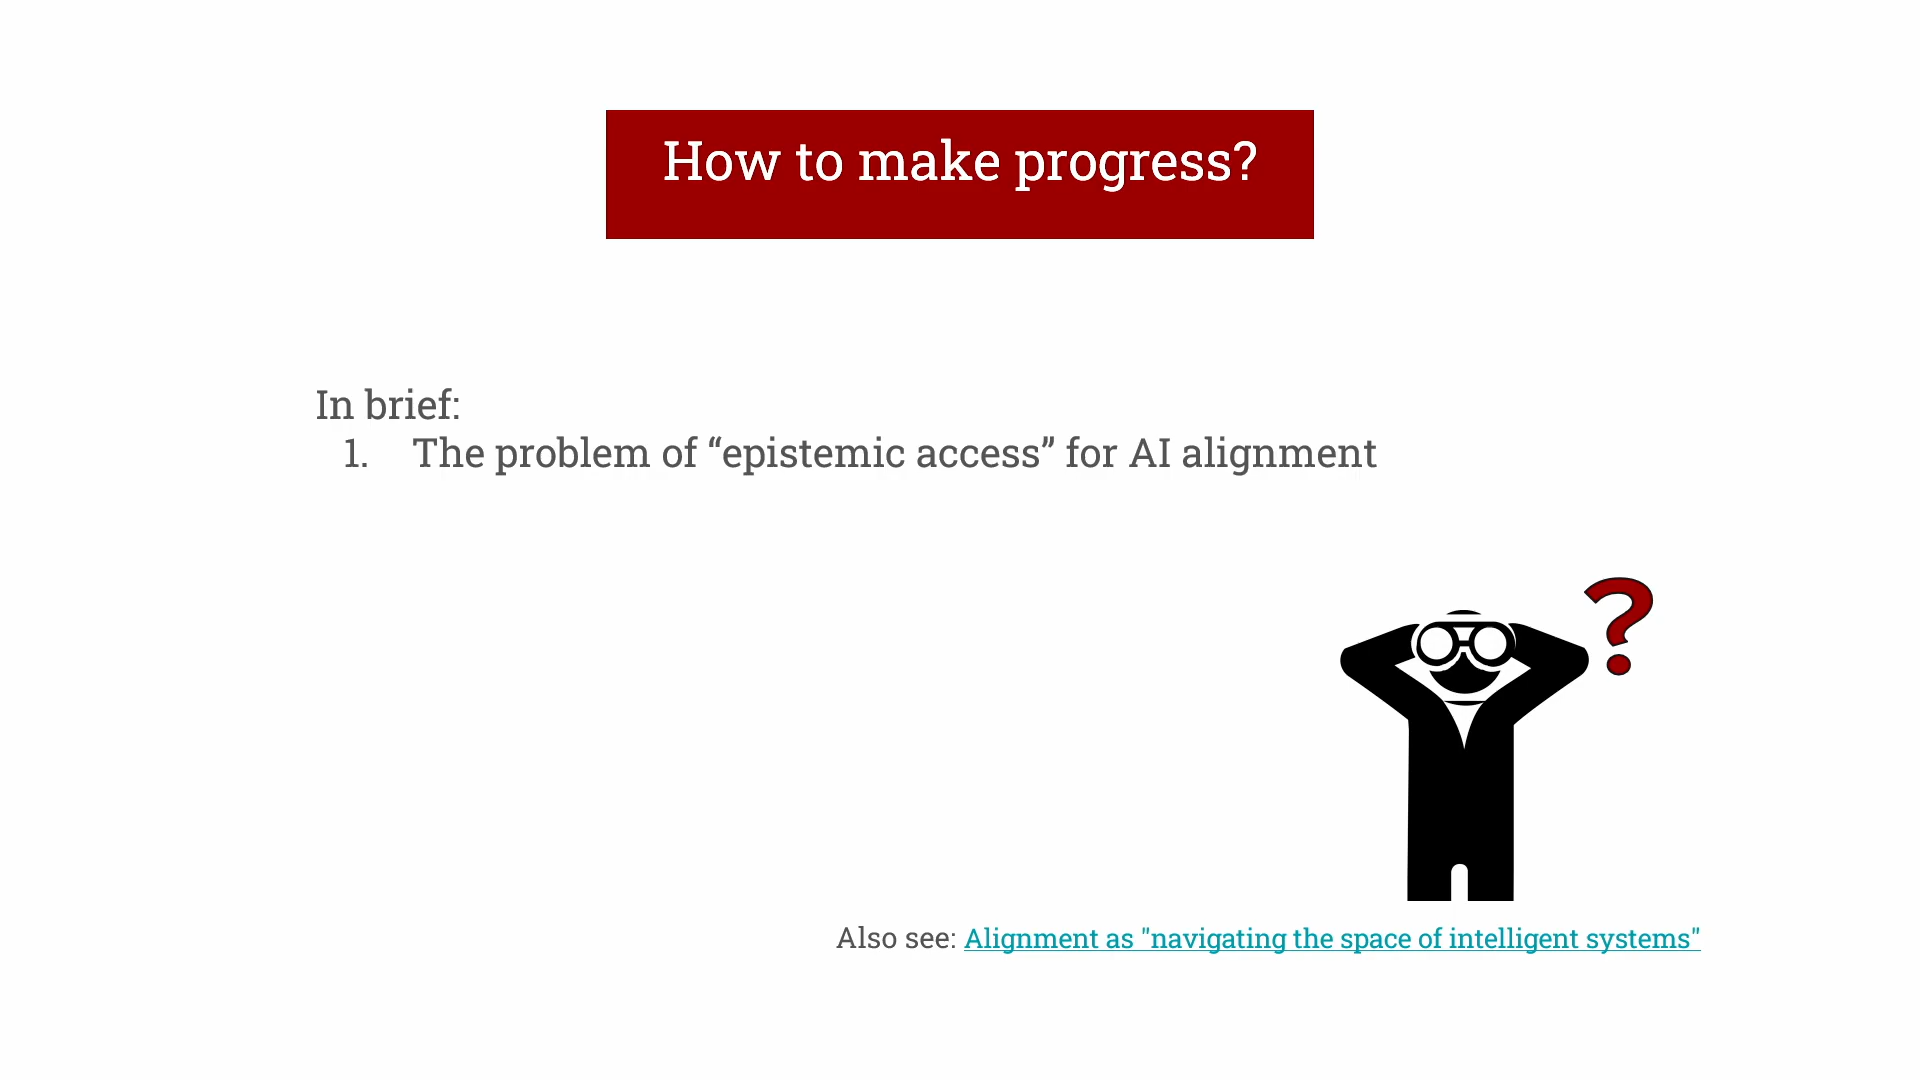 How to make progress?
In brief:
1. The problem of “epistemic access” for AI alignment
?
Also see: Alignment as "navigating the space of intelligent systems"